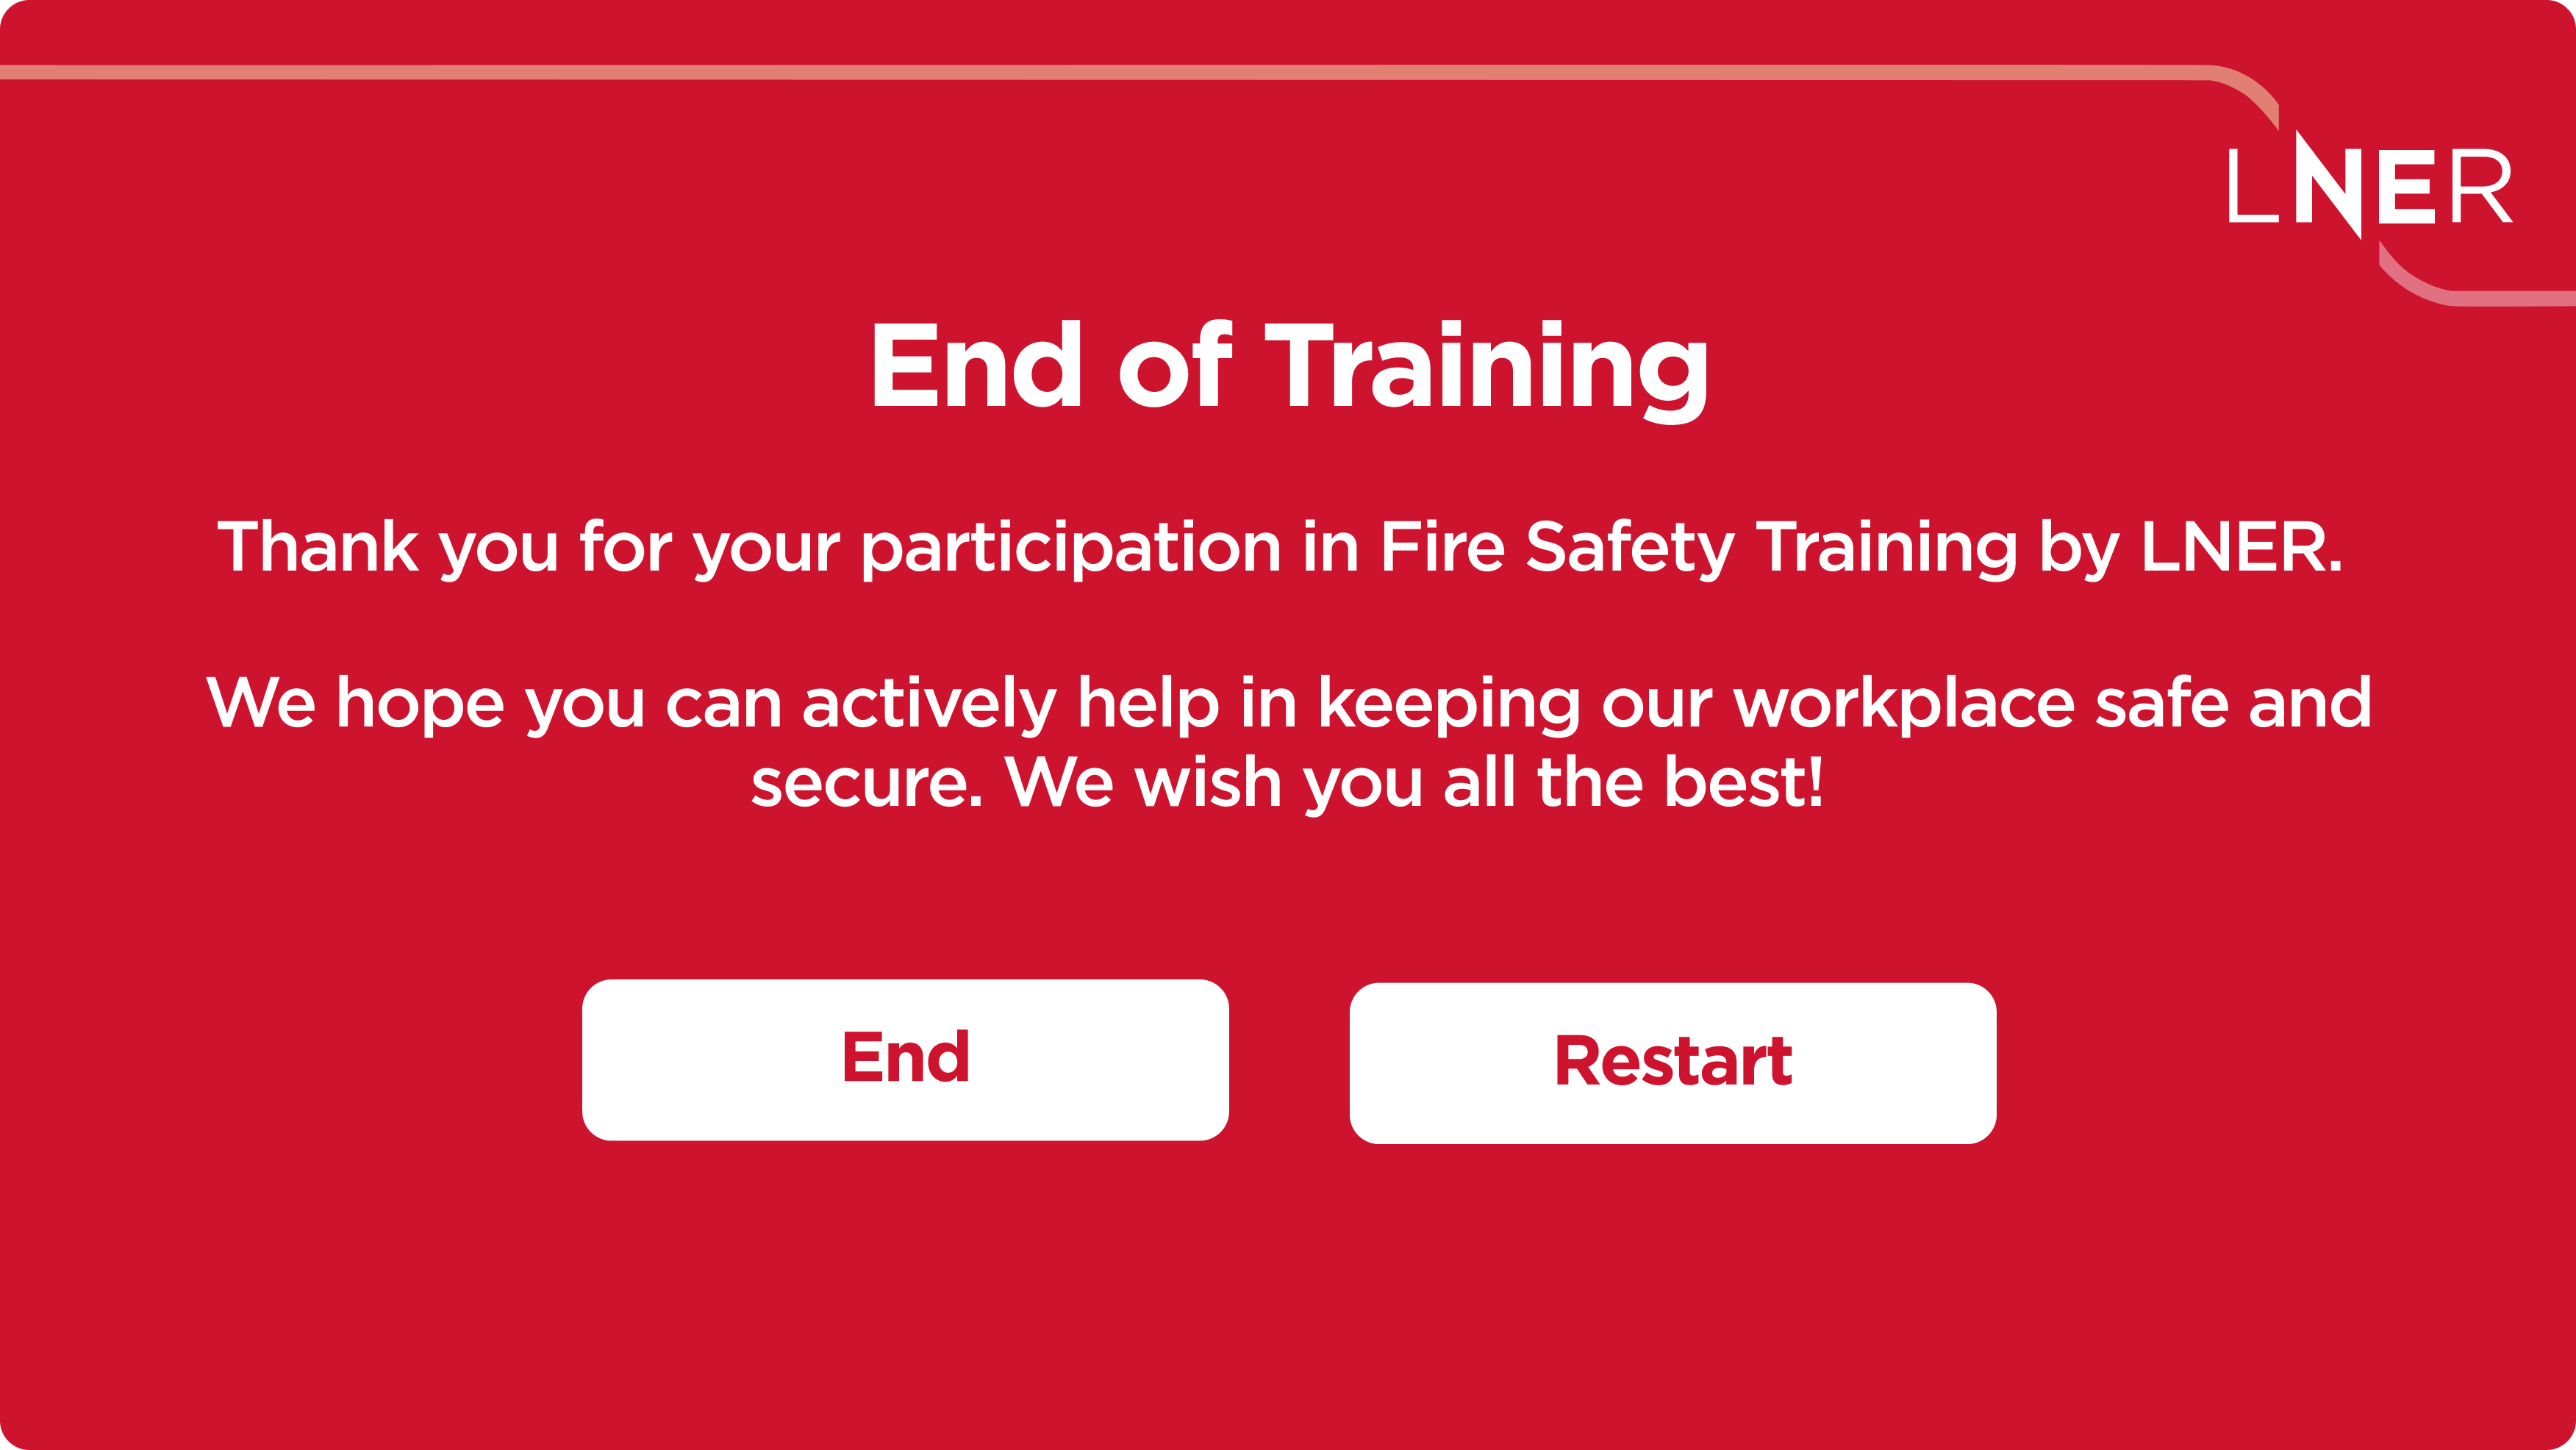 LNER
End of Training
Thank you for your participation in Fire Safety Training by LNER.
We hope you can actively help in keeping our workplace safe and
secure. We wish you all the best!
End
Restart